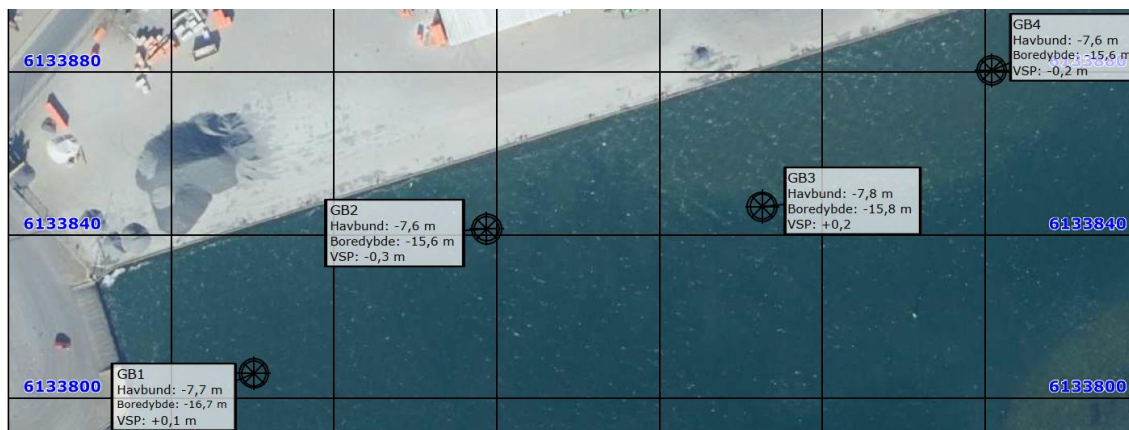 GB4
Havbund: -7,6 m
Boredybde: -15,6 m
VSP: -0,2 m
6133880
6133880
GB3
Havbund: -7,8 m
Boredybde: -15,8 m
VSP: +0,2
GB2
Havbund: -7,6 m
Boredybde: -15,6 m
VSP: -0,3 m
6133840
6133840
GB1
Havbund: -7,7 m
Boredybde: -16,7 m
VSP: +0,1 m
6133800
6133800